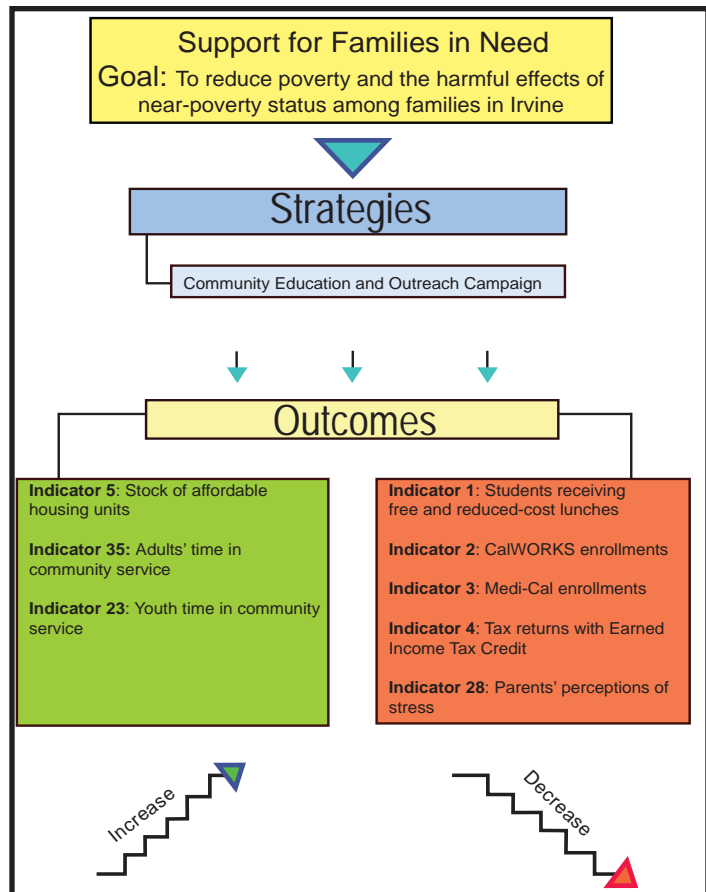 Support for Families in Need
Goal: To reduce poverty and the harmful effects of
near-poverty status among families in Irvine
Strategies
Community Education and Outreach Campaign
Outcomes
Indicator 5: Stock of affordable
housing units
Indicator 35: Adults' time in
community service
Indicator 23: Youth time in community
service
Indicator 1: Students receiving
free and reduced-cost lunches
Indicator 2: CalWORKS enrollments
Indicator 3: Medi-Cal enrollments
Indicator 4: Tax returns with Earned
Income Tax Credit
Indicator 28: Parents' perceptions of
stress
Increase
Decrease